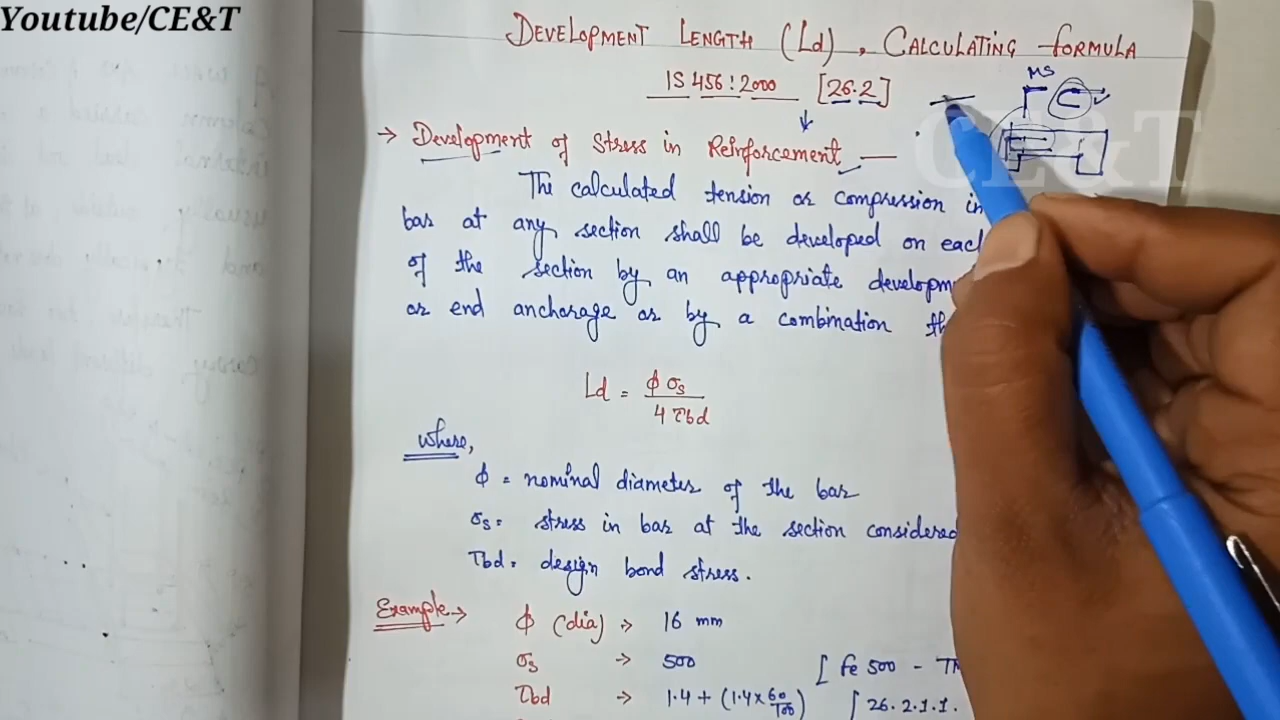 Youtube/CE&T
DEVELOPMENT LENGTH (Ld), CALCULATING FORMULA
IS 456:2000 [26.2]
MS
CE&T
→ Development of Stress in Reinforcement —
The calculated tension or compression in
bar at any section shall be developed on each
of the section by an appropriate developm
or end anchorage or by a combination th
Ld = ϕ σs / 4 τbd
where,
ϕ = nominal diameter of the bar
σs = stress in bar at the section considered
τbd = design bond stress.
Example →
ϕ (dia) → 16 mm
σs → 500 [ fe 500 -
τbd → 1.4 + (1.4×60/100) [ 26.2.1.1.